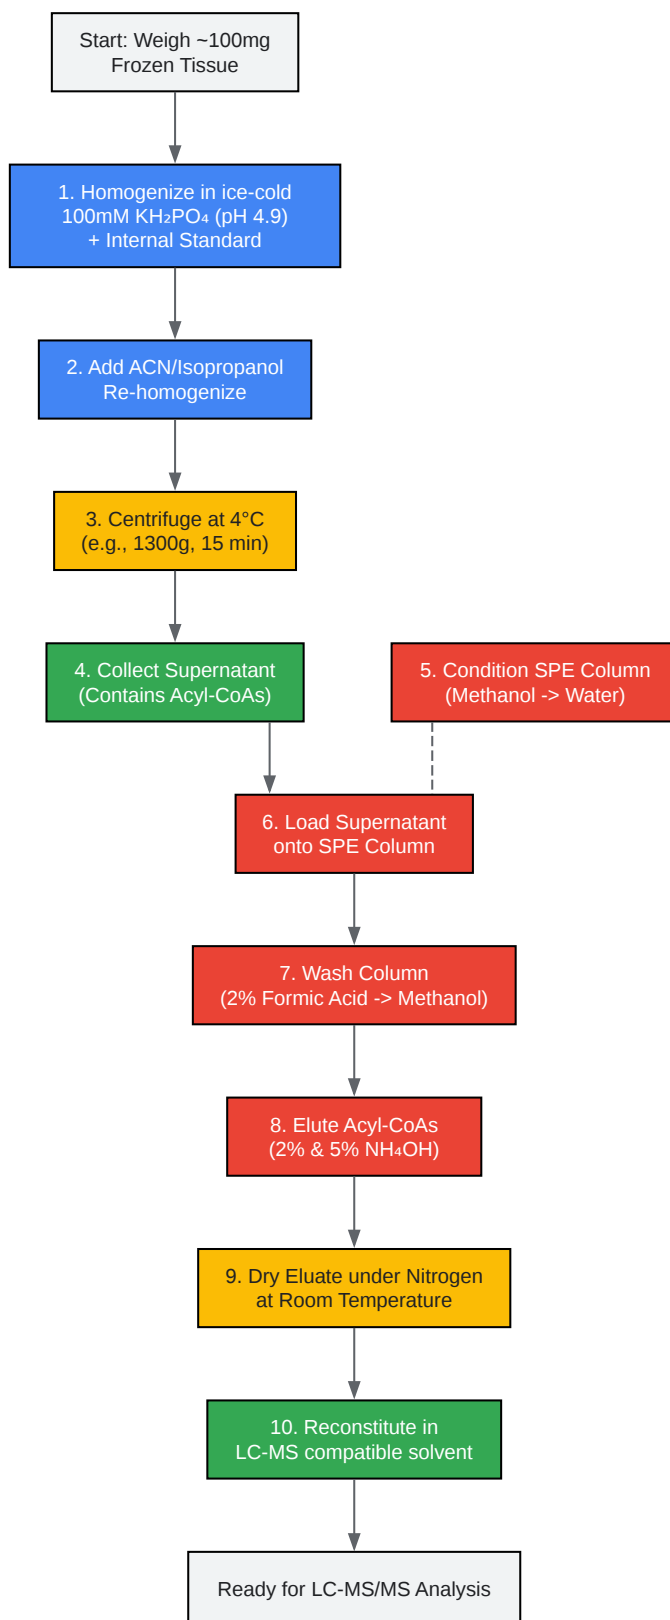 Start: Weigh ~100mg
Frozen Tissue
1. Homogenize in ice-cold
100mM KH₂PO₄ (pH 4.9)
+ Internal Standard
2. Add ACN/Isopropanol
Re-homogenize
3. Centrifuge at 4°C
(e.g., 1300g, 15 min)
4. Collect Supernatant
(Contains Acyl-CoAs)
5. Condition SPE Column
(Methanol -> Water)
6. Load Supernatant
onto SPE Column
7. Wash Column
(2% Formic Acid -> Methanol)
8. Elute Acyl-CoAs
(2% & 5% NH₄OH)
9. Dry Eluate under Nitrogen
at Room Temperature
10. Reconstitute in
LC-MS compatible solvent
Ready for LC-MS/MS Analysis